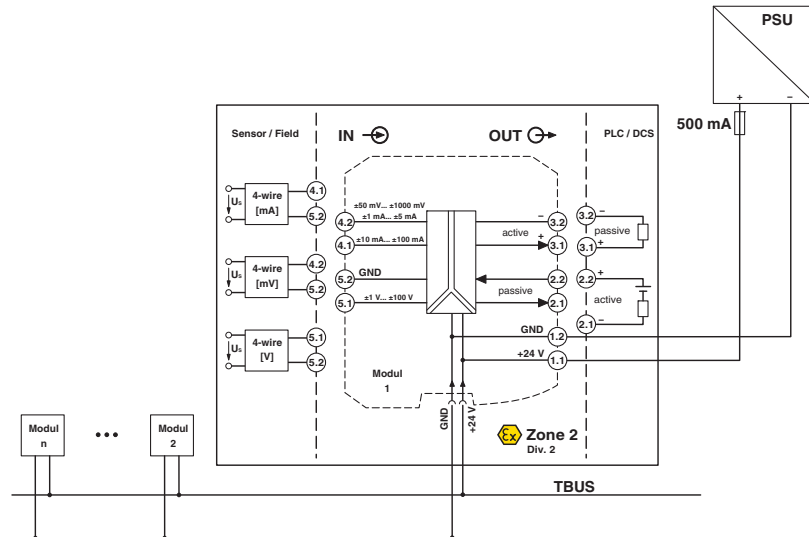 PSU
+ −
500 mA
Sensor / Field
IN
OUT
PLC / DCS
4-wire
[mA]
Us
4.1
5.2
4-wire
[mV]
Us
4.2
5.2
4-wire
[V]
Us
5.1
5.2
±50 mV... ±1000 mV
±1 mA... ±5 mA
4.2
±10 mA... ±100 mA
4.1
GND
5.2
±1 V... ±100 V
5.1
− 3.2
active
+ 3.1
2.2
passive
2.1
GND
1.2
+24 V
1.1
3.2 −
passive
3.1 +
2.2 +
active
2.1 −
Modul
1
GND
+24 V
Ex
Zone 2
Div. 2
Modul
n
•••
Modul
2
TBUS